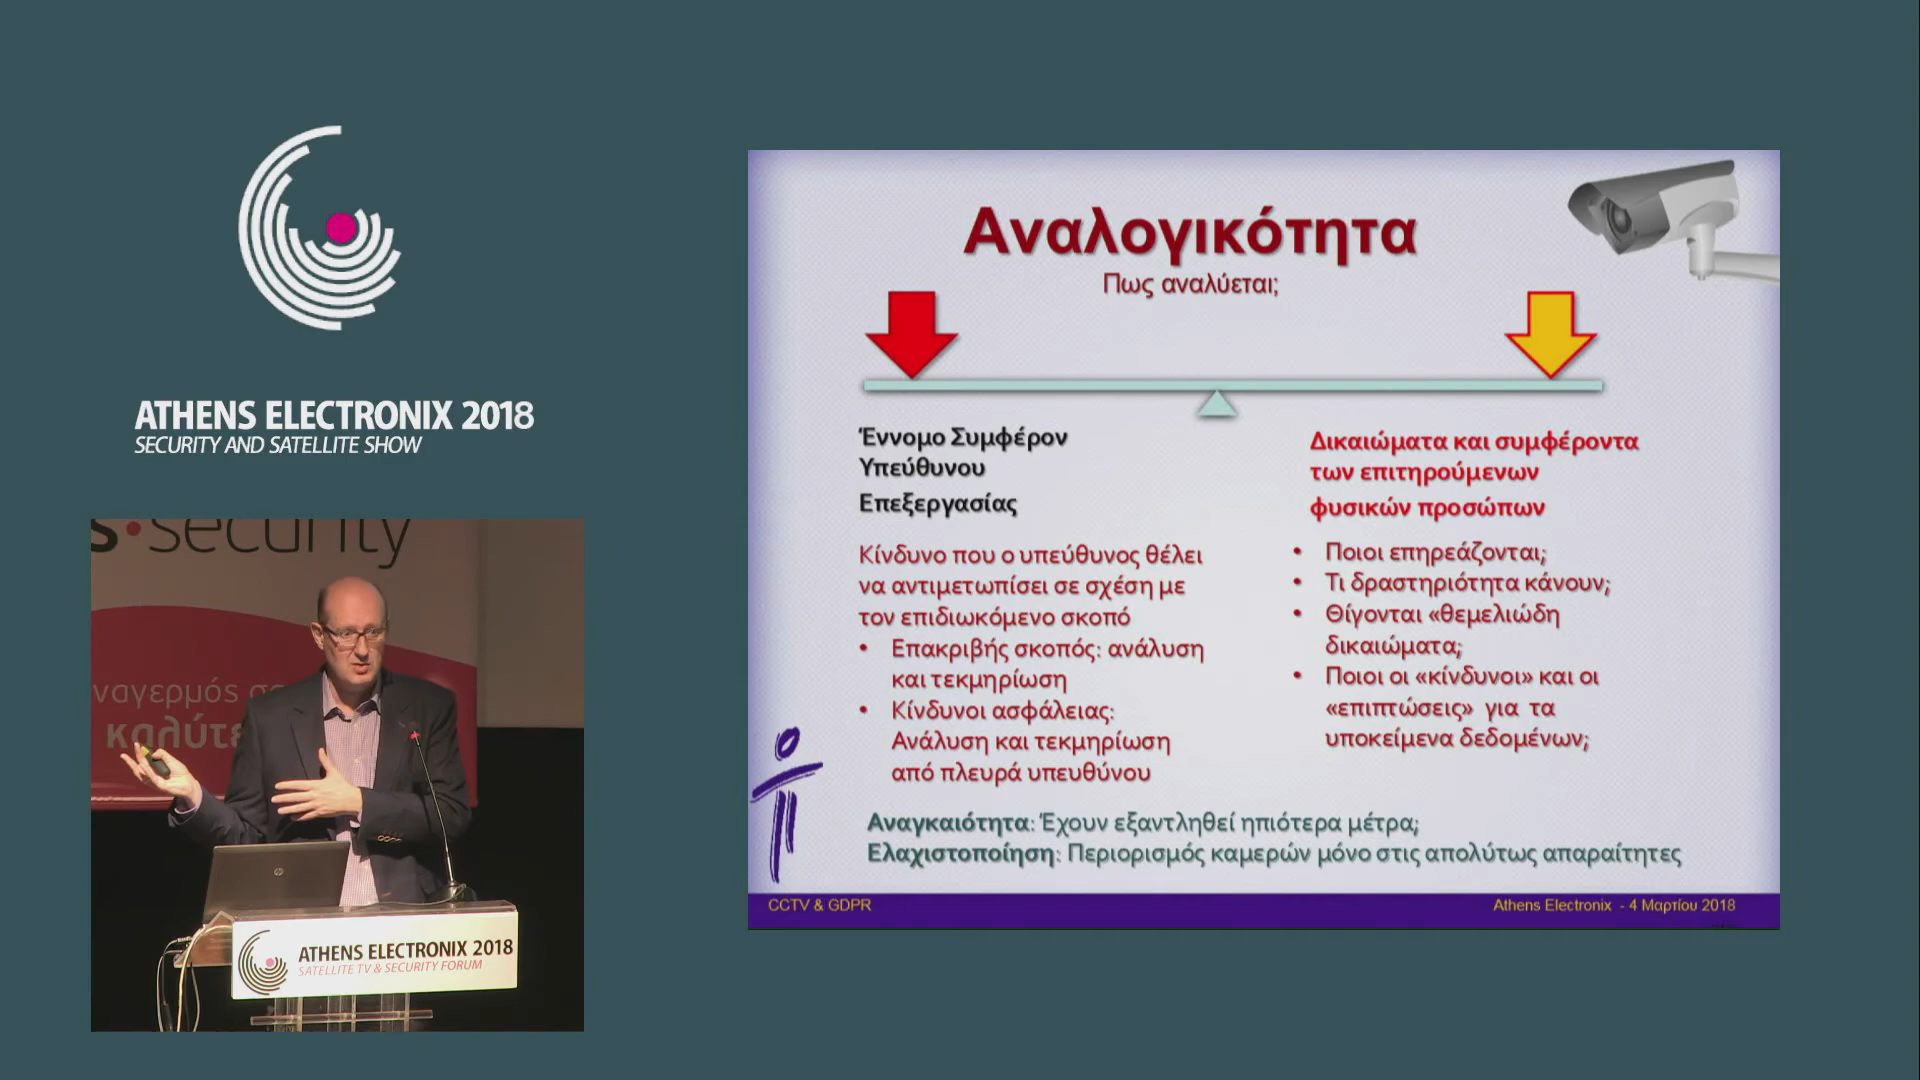 ATHENS ELECTRONIX 2018
SECURITY AND SATELLITE SHOW
s•security
ναγερμός σα
καλύτε
hp
ATHENS ELECTRONIX 2018
SATELLITE TV & SECURITY FORUM
Αναλογικότητα
Πως αναλύεται;
Έννομο Συμφέρον
Υπεύθυνου
Επεξεργασίας
Κίνδυνο που ο υπεύθυνος θέλει
να αντιμετωπίσει σε σχέση με
τον επιδιωκόμενο σκοπό
• Επακριβής σκοπός: ανάλυση
και τεκμηρίωση
• Κίνδυνοι ασφάλειας:
Ανάλυση και τεκμηρίωση
από πλευρά υπευθύνου
Δικαιώματα και συμφέροντα
των επιτηρούμενων
φυσικών προσώπων
• Ποιοι επηρεάζονται;
• Τι δραστηριότητα κάνουν;
• Θίγονται «θεμελιώδη
δικαιώματα;
• Ποιοι οι «κίνδυνοι» και οι
«επιπτώσεις» για τα
υποκείμενα δεδομένων;
Αναγκαιότητα: Έχουν εξαντληθεί ηπιότερα μέτρα;
Ελαχιστοποίηση: Περιορισμός καμερών μόνο στις απολύτως απαραίτητες
CCTV & GDPR
Athens Electronix - 4 Μαρτίου 2018